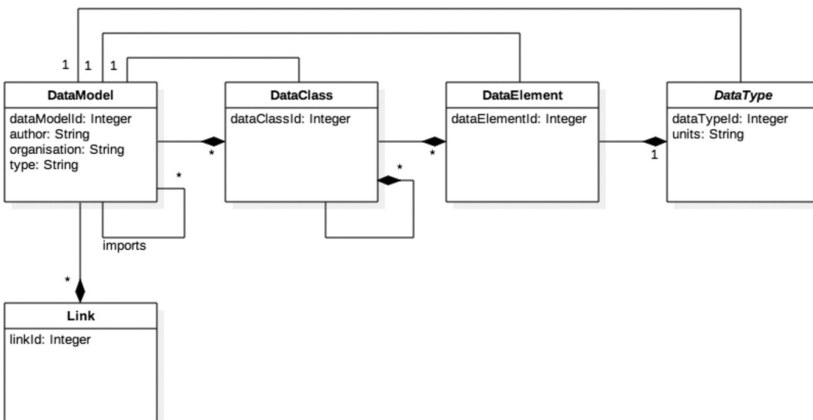 1 1 1
DataModel
dataModelId: Integer
author: String
organisation: String
type: String
*
DataClass
dataClassId: Integer
*
DataElement
dataElementId: Integer
1
DataType
dataTypeId: Integer
units: String
*
imports
*
*
Link
linkId: Integer